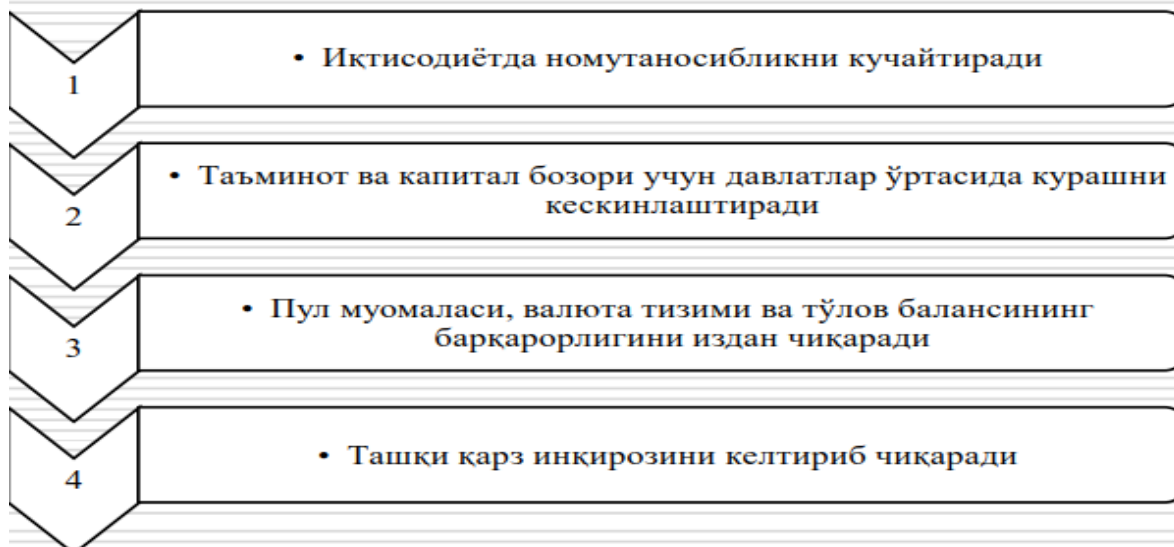 1
• Иқтисодиётда номутаносибликни кучайтиради
2
• Таъминот ва капитал бозори учун давлатлар ўртасида курашни
кескинлаштиради
3
• Пул муомаласи, валюта тизими ва тўлов балансининг
барқарорлигини издан чиқаради
4
• Ташқи қарз инқирозини келтириб чиқаради